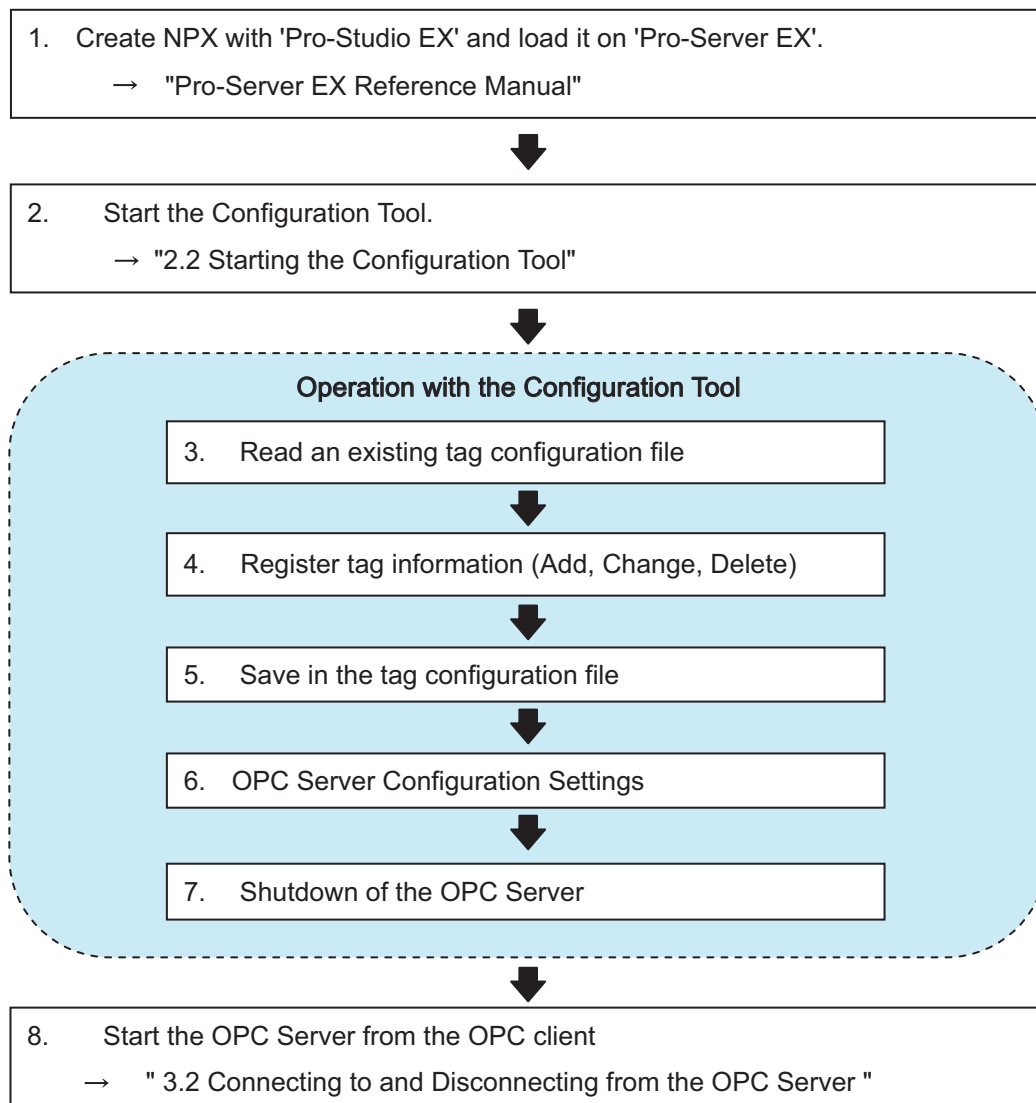 1. Create NPX with 'Pro-Studio EX' and load it on 'Pro-Server EX'.
→ "Pro-Server EX Reference Manual"
2. Start the Configuration Tool.
→ "2.2 Starting the Configuration Tool"
Operation with the Configuration Tool
3. Read an existing tag configuration file
4. Register tag information (Add, Change, Delete)
5. Save in the tag configuration file
6. OPC Server Configuration Settings
7. Shutdown of the OPC Server
8. Start the OPC Server from the OPC client
→ " 3.2 Connecting to and Disconnecting from the OPC Server "